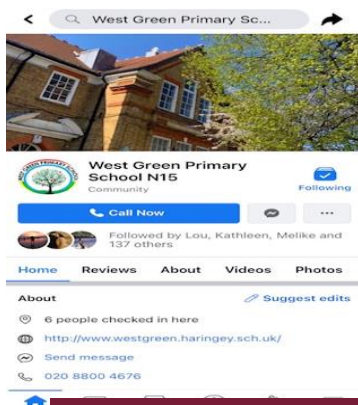 West Green Primary Sc...
West Green Primary
School N15
Community
Following
Call Now
Followed by Lou, Kathleen, Melike and
137 others
Home Reviews About Videos Photos
About
Suggest edits
6 people checked in here
http://www.westgreen.haringey.sch.uk/
Send message
020 8800 4676